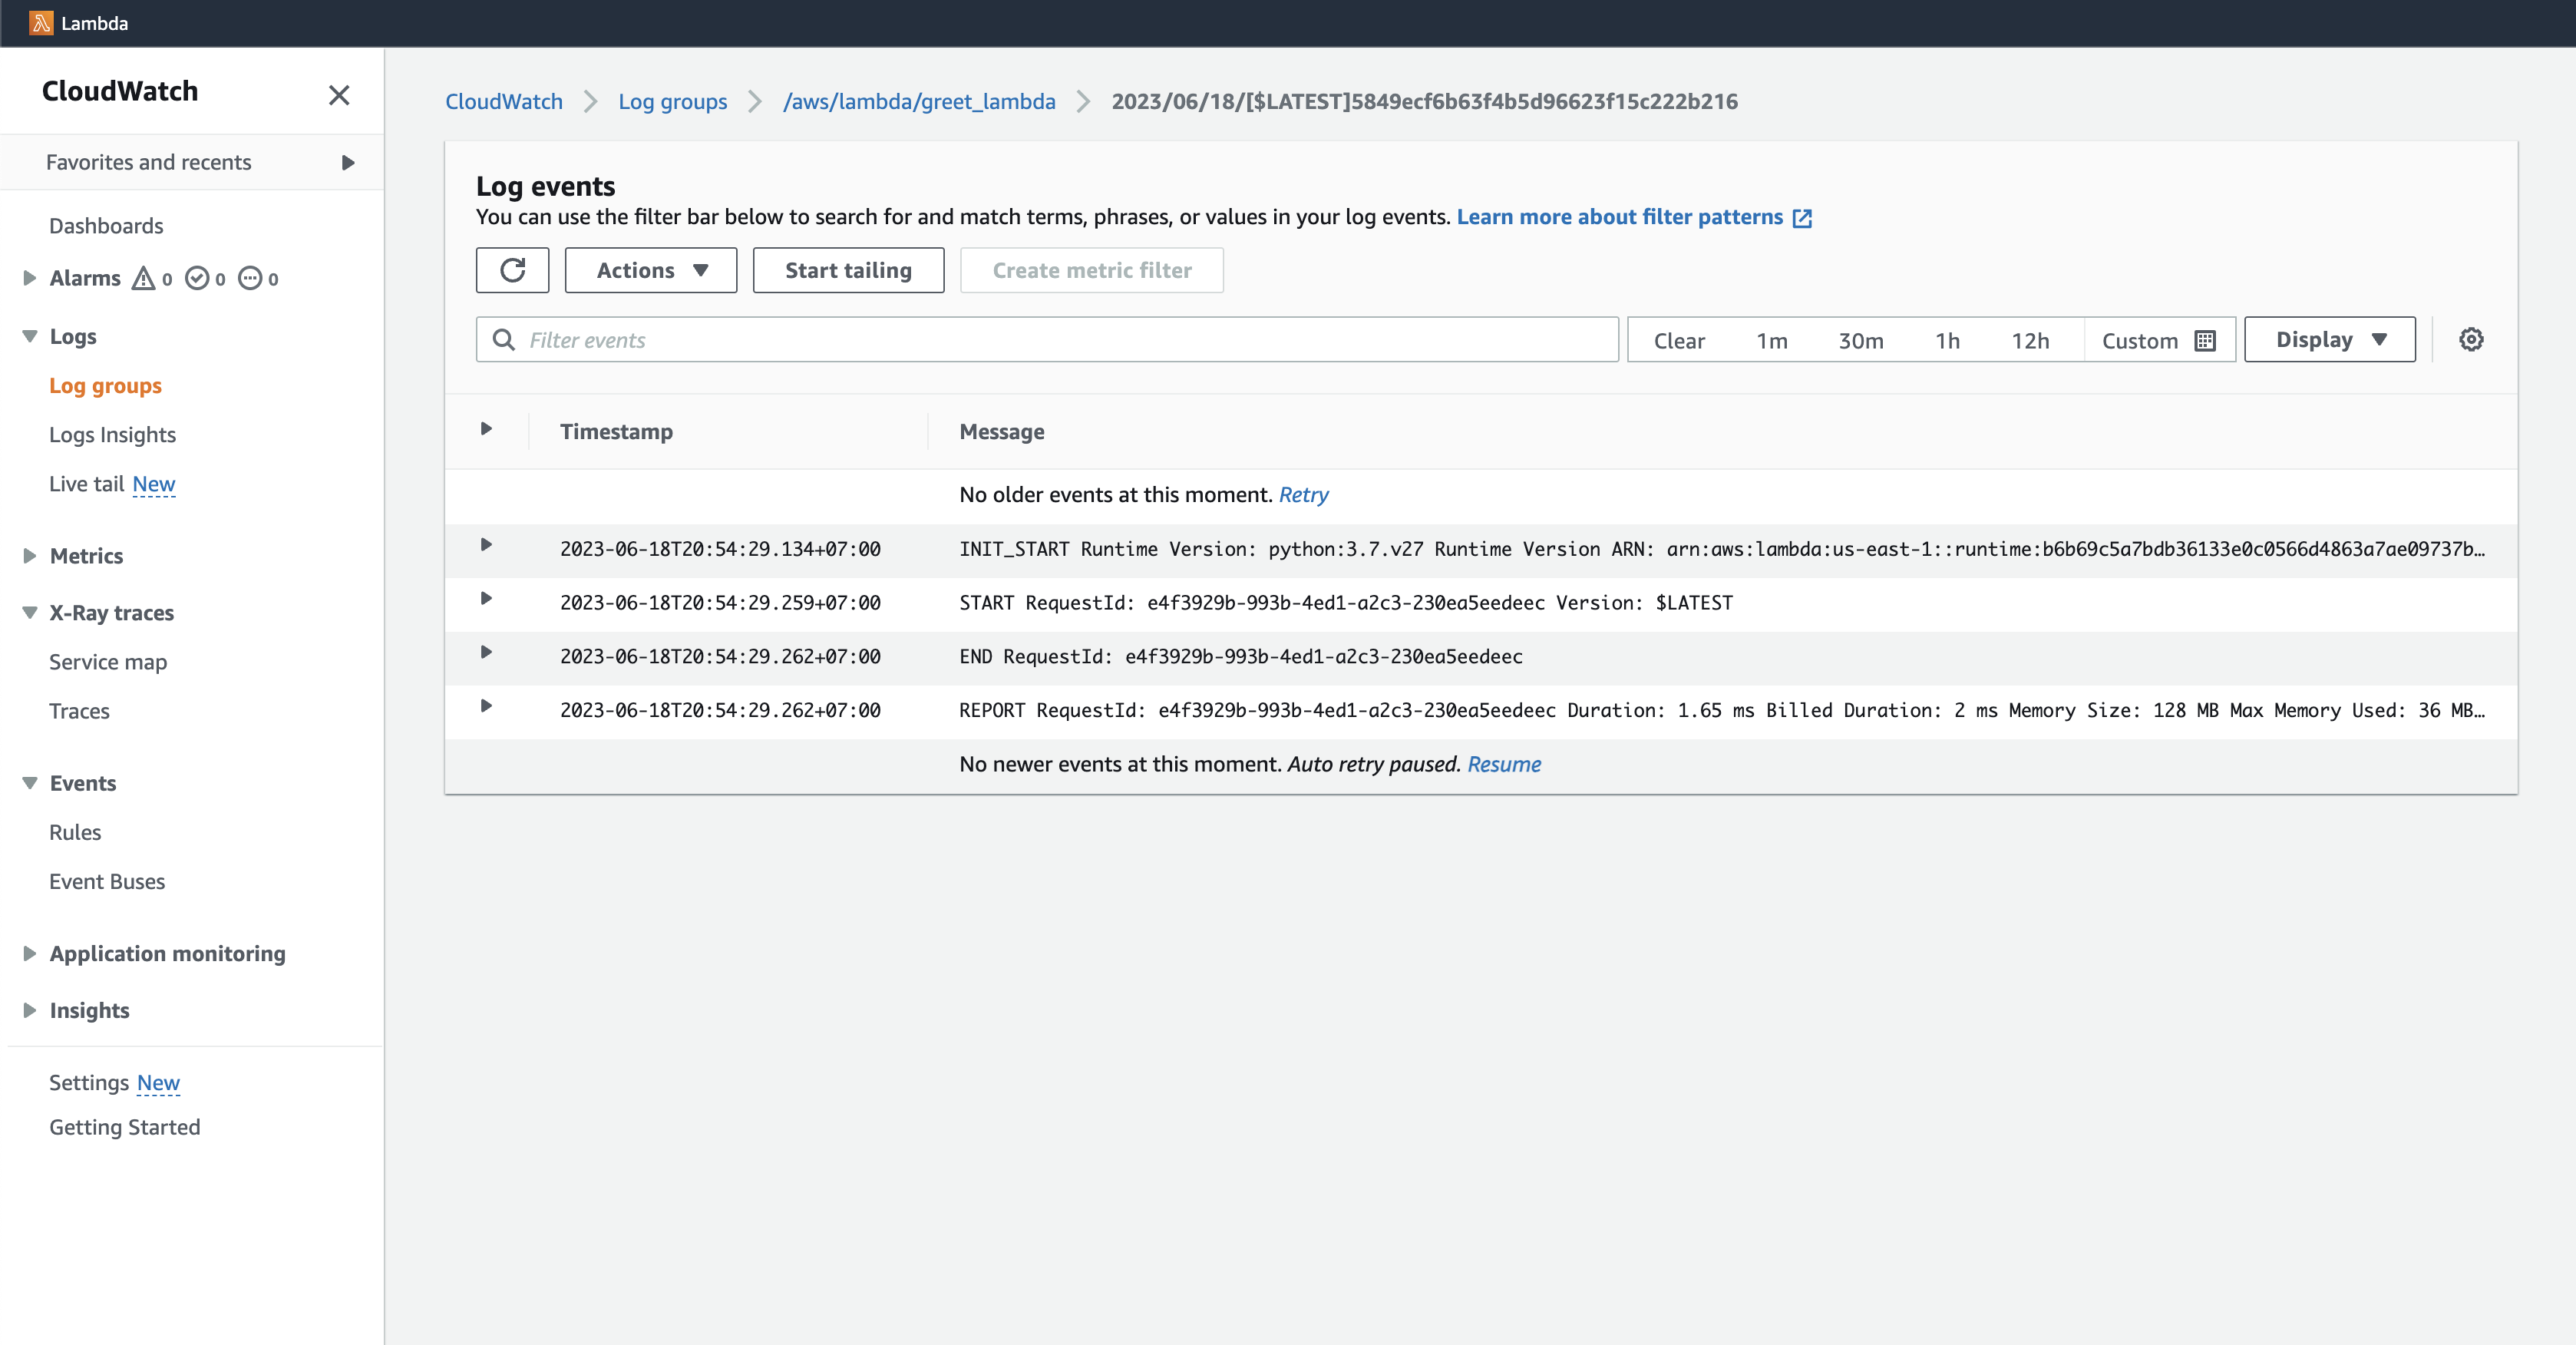 Lambda
CloudWatch
Favorites and recents
Dashboards
Alarms 0 0 0
Logs
Log groups
Logs Insights
Live tail New
Metrics
X-Ray traces
Service map
Traces
Events
Rules
Event Buses
Application monitoring
Insights
Settings New
Getting Started
CloudWatch Log groups /aws/lambda/greet_lambda 2023/06/18/[$LATEST]5849ecf6b63f4b5d96623f15c222b216
Log events
You can use the filter bar below to search for and match terms, phrases, or values in your log events. Learn more about filter patterns
Actions Start tailing Create metric filter
Filter events Clear 1m 30m 1h 12h Custom Display
Timestamp Message
No older events at this moment. Retry
2023-06-18T20:54:29.134+07:00 INIT_START Runtime Version: python:3.7.v27 Runtime Version ARN: arn:aws:lambda:us-east-1::runtime:b6b69c5a7bdb36133e0c0566d4863a7ae09737b…
2023-06-18T20:54:29.259+07:00 START RequestId: e4f3929b-993b-4ed1-a2c3-230ea5eedeec Version: $LATEST
2023-06-18T20:54:29.262+07:00 END RequestId: e4f3929b-993b-4ed1-a2c3-230ea5eedeec
2023-06-18T20:54:29.262+07:00 REPORT RequestId: e4f3929b-993b-4ed1-a2c3-230ea5eedeec Duration: 1.65 ms Billed Duration: 2 ms Memory Size: 128 MB Max Memory Used: 36 MB…
No newer events at this moment. Auto retry paused. Resume